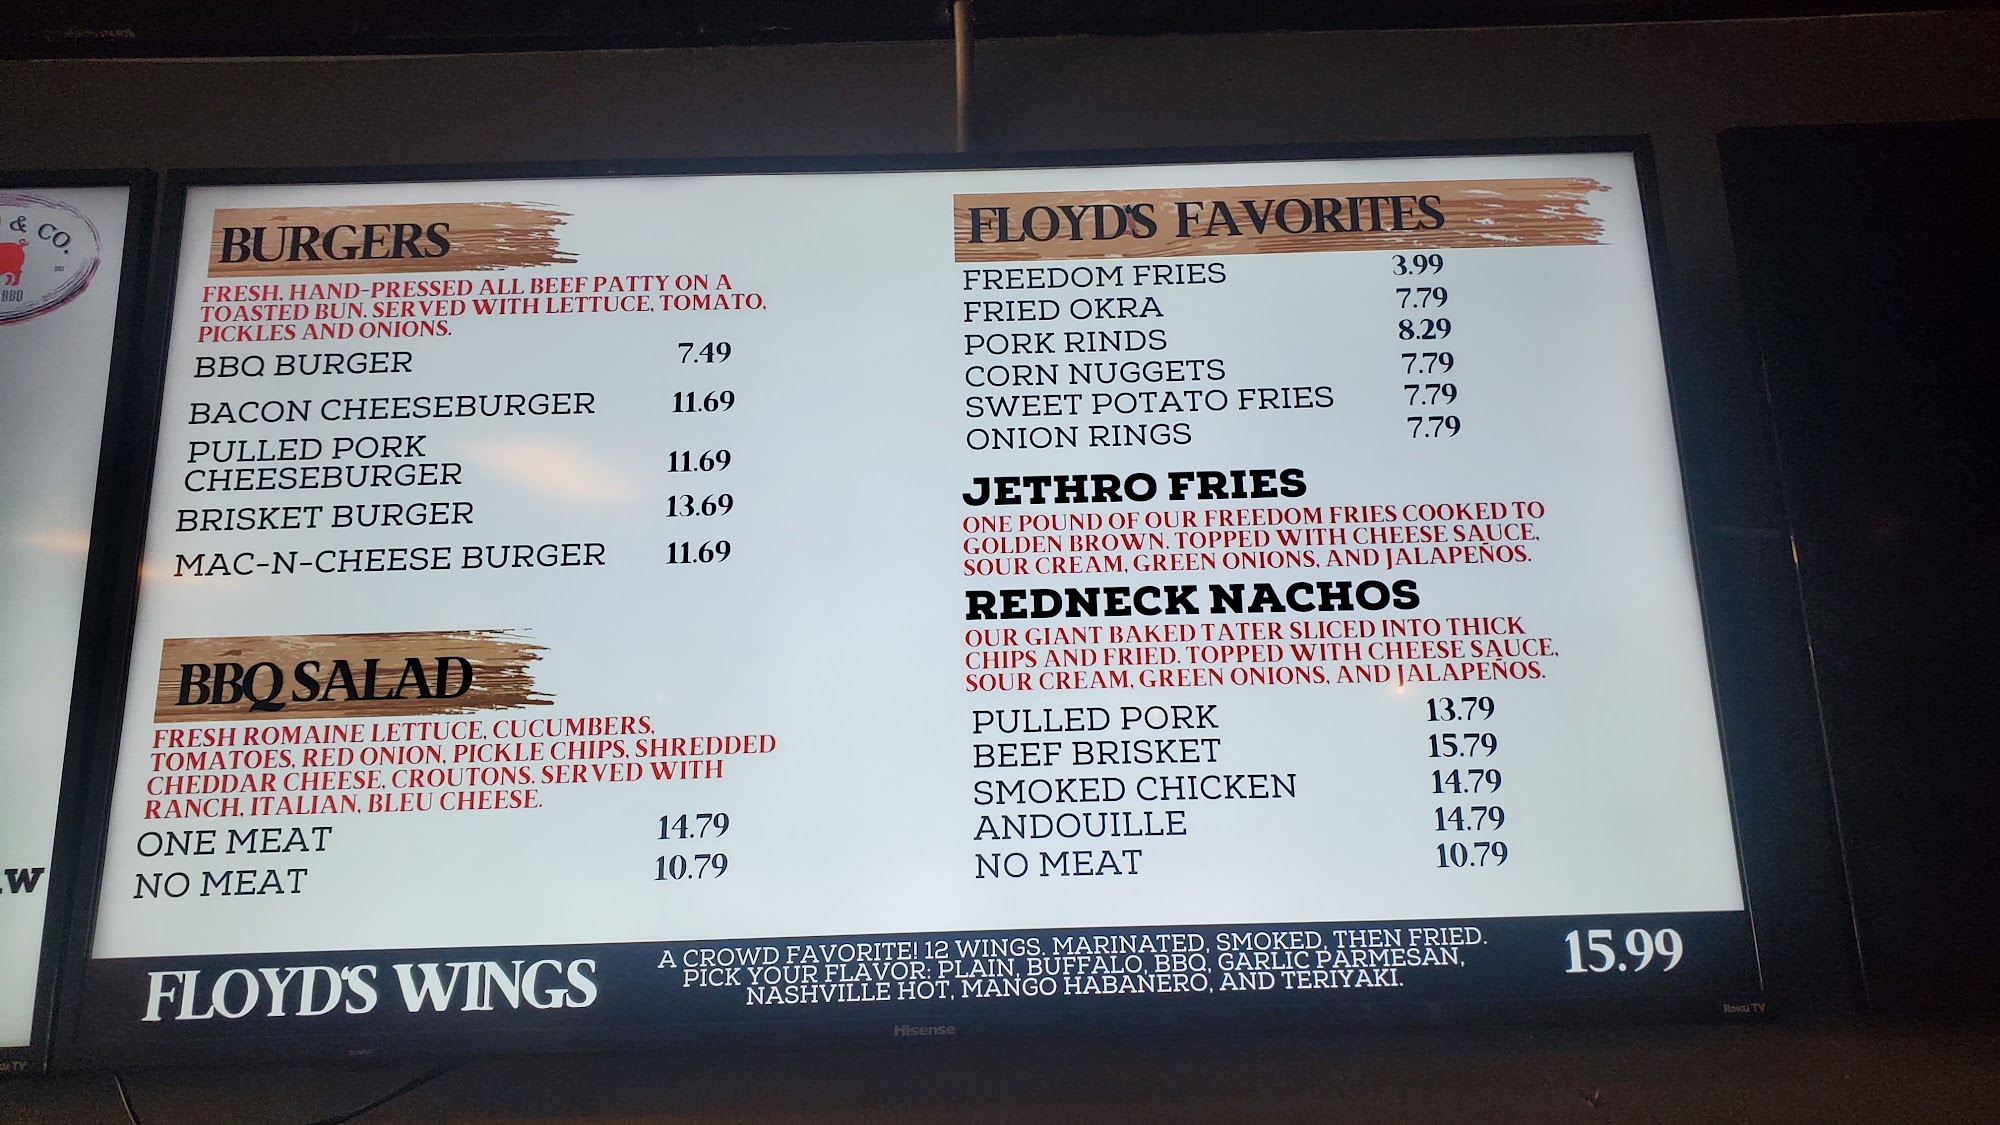 & CO.
BBQ
BURGERS
FRESH, HAND-PRESSED ALL BEEF PATTY ON A
TOASTED BUN. SERVED WITH LETTUCE, TOMATO,
PICKLES AND ONIONS.
BBQ BURGER 7.49
BACON CHEESEBURGER 11.69
PULLED PORK
CHEESEBURGER 11.69
BRISKET BURGER 13.69
MAC-N-CHEESE BURGER 11.69
BBQ SALAD
FRESH ROMAINE LETTUCE, CUCUMBERS,
TOMATOES, RED ONION, PICKLE CHIPS, SHREDDED
CHEDDAR CHEESE, CROUTONS. SERVED WITH
RANCH, ITALIAN, BLEU CHEESE.
ONE MEAT 14.79
NO MEAT 10.79
FLOYD'S FAVORITES
FREEDOM FRIES 3.99
FRIED OKRA 7.79
PORK RINDS 8.29
CORN NUGGETS 7.79
SWEET POTATO FRIES 7.79
ONION RINGS 7.79
JETHRO FRIES
ONE POUND OF OUR FREEDOM FRIES COOKED TO
GOLDEN BROWN. TOPPED WITH CHEESE SAUCE,
SOUR CREAM, GREEN ONIONS, AND JALAPEÑOS.
REDNECK NACHOS
OUR GIANT BAKED TATER SLICED INTO THICK
CHIPS AND FRIED. TOPPED WITH CHEESE SAUCE,
SOUR CREAM, GREEN ONIONS, AND JALAPEÑOS.
PULLED PORK 13.79
BEEF BRISKET 15.79
SMOKED CHICKEN 14.79
ANDOUILLE 14.79
NO MEAT 10.79
FLOYD'S WINGS
A CROWD FAVORITE! 12 WINGS. MARINATED, SMOKED, THEN FRIED.
PICK YOUR FLAVOR: PLAIN, BUFFALO, BBQ, GARLIC PARMESAN,
NASHVILLE HOT, MANGO HABANERO, AND TERIYAKI.
15.99
Hisense
Roku TV